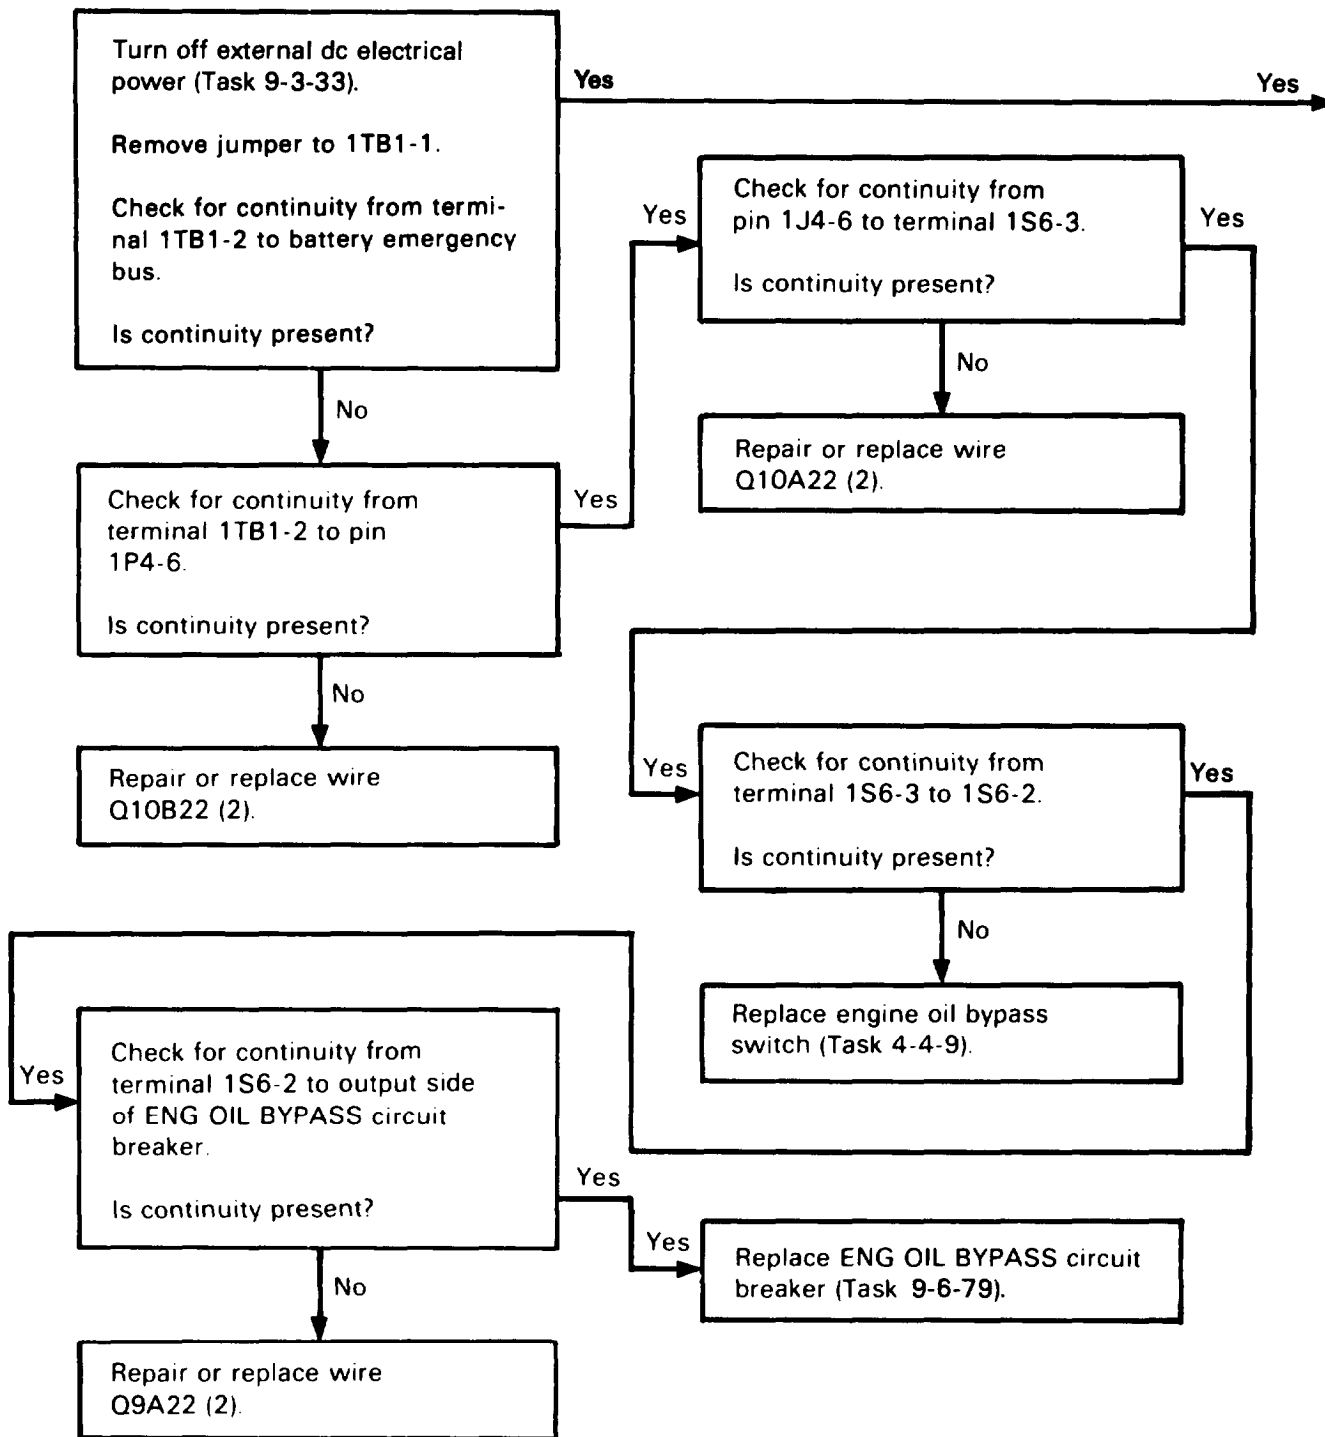 Turn off external dc electrical
power (Task 9-3-33).
Remove jumper to 1TB1-1.
Check for continuity from termi-
nal 1TB1-2 to battery emergency
bus.
Is continuity present?
Yes
Yes
No
Check for continuity from
terminal 1TB1-2 to pin
1P4-6.
Is continuity present?
Yes
No
Repair or replace wire
Q10B22 (2).
Yes
Check for continuity from
pin 1J4-6 to terminal 1S6-3.
Is continuity present?
Yes
No
Repair or replace wire
Q10A22 (2).
Yes
Check for continuity from
terminal 1S6-3 to 1S6-2.
Is continuity present?
Yes
No
Replace engine oil bypass
switch (Task 4-4-9).
Yes
Check for continuity from
terminal 1S6-2 to output side
of ENG OIL BYPASS circuit
breaker.
Is continuity present?
Yes
No
Repair or replace wire
Q9A22 (2).
Yes
Replace ENG OIL BYPASS circuit
breaker (Task 9-6-79).